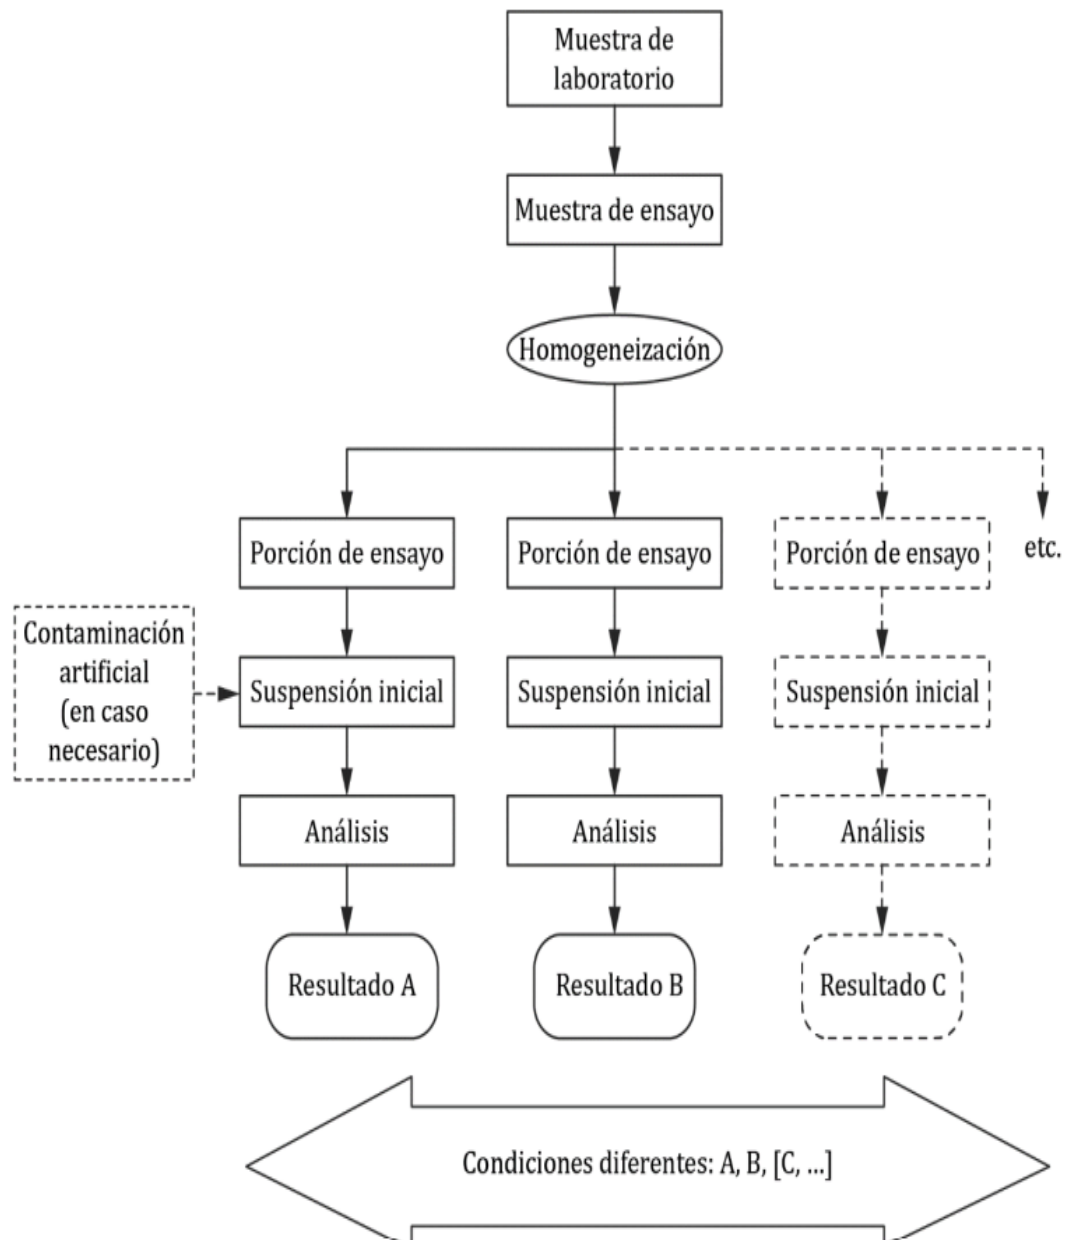 Muestra de
laboratorio
Muestra de ensayo
Homogeneización
Porción de ensayo
Porción de ensayo
Porción de ensayo
etc.
Contaminación
artificial
(en caso
necesario)
Suspensión inicial
Suspensión inicial
Suspensión inicial
Análisis
Análisis
Análisis
Resultado A
Resultado B
Resultado C
Condiciones diferentes: A, B, [C, ...]